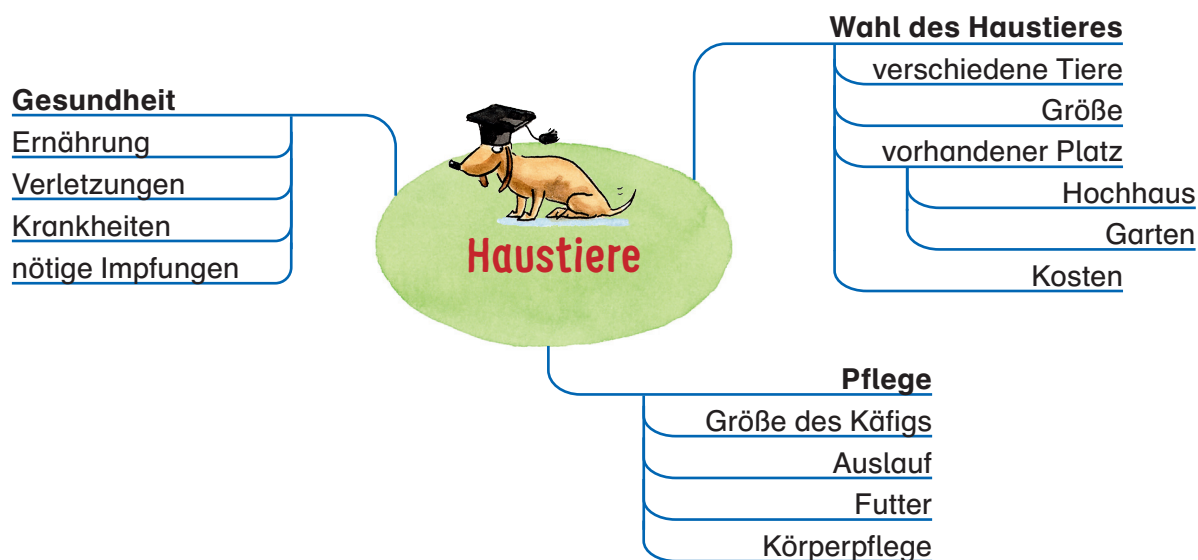 Haustiere
Gesundheit
Ernährung
Verletzungen
Krankheiten
nötige Impfungen
Wahl des Haustieres
verschiedene Tiere
Größe
vorhandener Platz
Hochhaus
Garten
Kosten
Pflege
Größe des Käfigs
Auslauf
Futter
Körperpflege